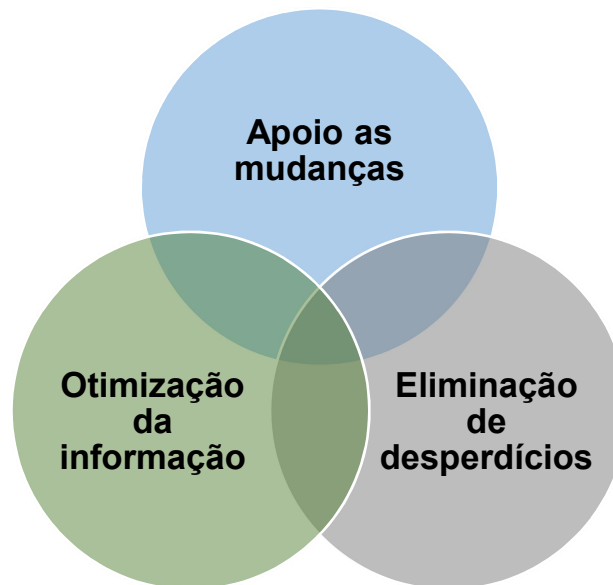 Apoio as
mudanças
Otimização
da
informação
Eliminação
de
desperdícios